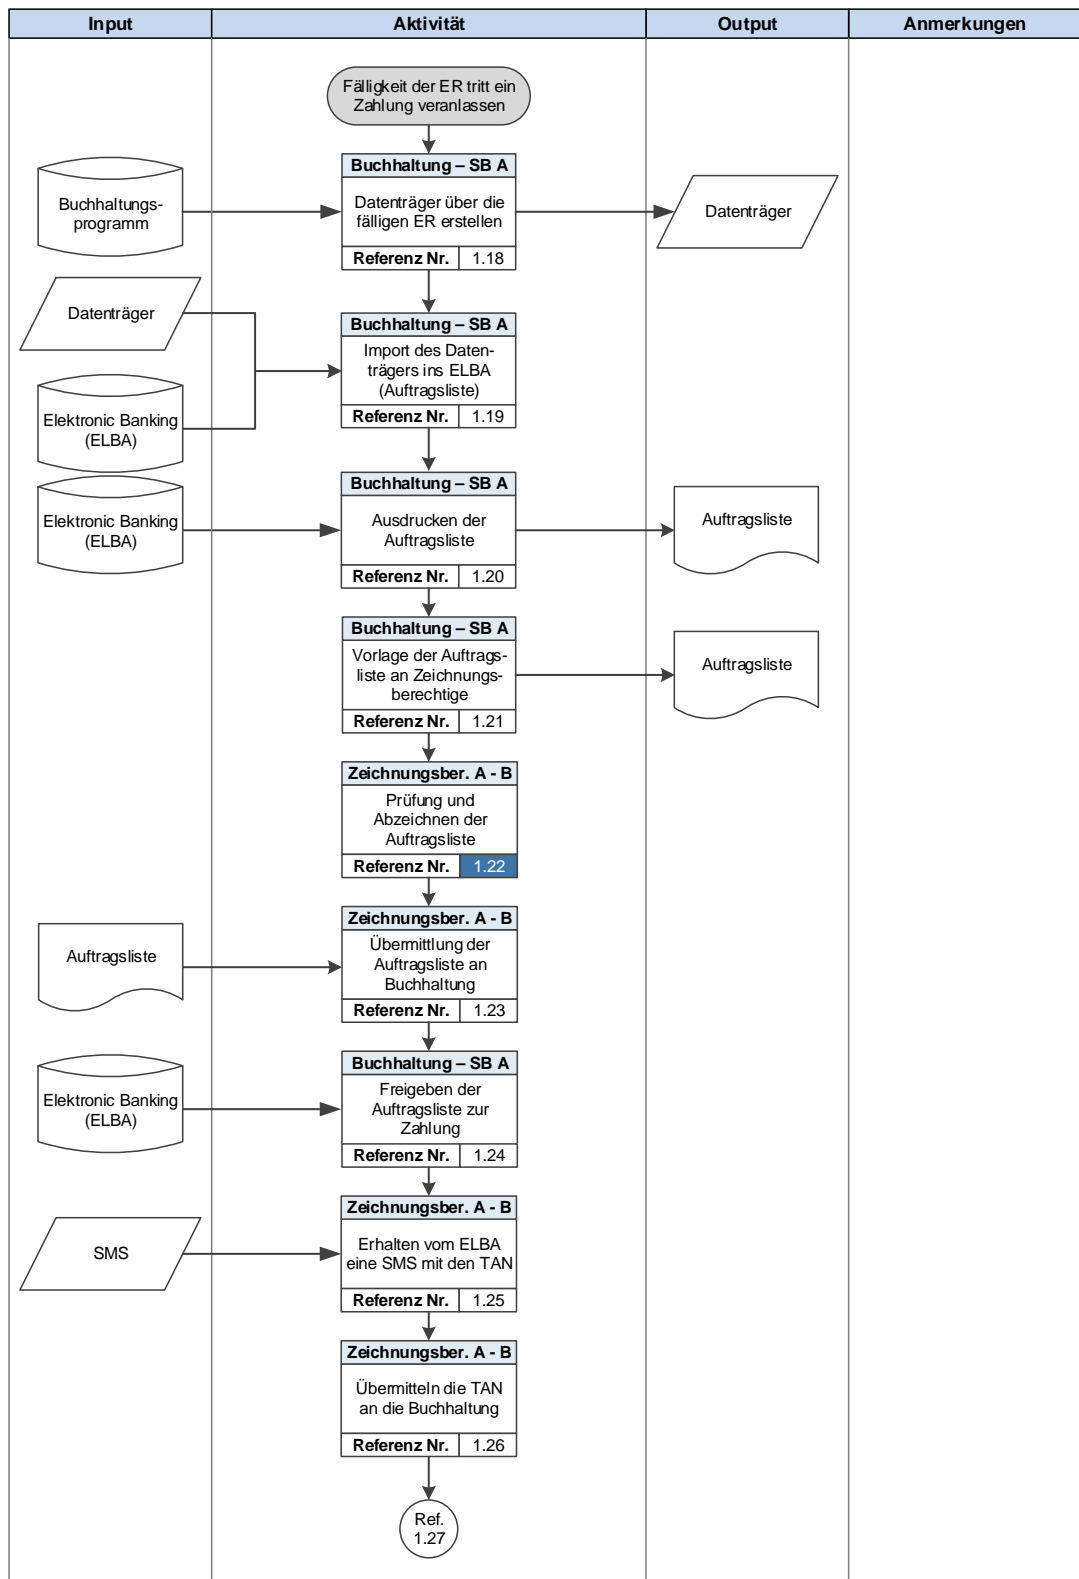 Input
Aktivität
Output
Anmerkungen
Fälligkeit der ER tritt ein
Zahlung veranlassen
Buchhaltung – SB A
Buchhaltungs-
programm
Datenträger über die
fälligen ER erstellen
Datenträger
Referenz Nr. 1.18
Datenträger
Elektronic Banking
(ELBA)
Buchhaltung – SB A
Import des Daten-
trägers ins ELBA
(Auftragsliste)
Referenz Nr. 1.19
Buchhaltung – SB A
Elektronic Banking
(ELBA)
Ausdrucken der
Auftragsliste
Auftragsliste
Referenz Nr. 1.20
Buchhaltung – SB A
Vorlage der Auftrags-
liste an Zeichnungs-
berechtige
Auftragsliste
Referenz Nr. 1.21
Zeichnungsber. A - B
Prüfung und
Abzeichnen der
Auftragsliste
Referenz Nr. 1.22
Zeichnungsber. A - B
Auftragsliste
Übermittlung der
Auftragsliste an
Buchhaltung
Referenz Nr. 1.23
Buchhaltung – SB A
Elektronic Banking
(ELBA)
Freigeben der
Auftragsliste zur
Zahlung
Referenz Nr. 1.24
Zeichnungsber. A - B
SMS
Erhalten vom ELBA
eine SMS mit den TAN
Referenz Nr. 1.25
Zeichnungsber. A - B
Übermitteln die TAN
an die Buchhaltung
Referenz Nr. 1.26
Ref.
1.27